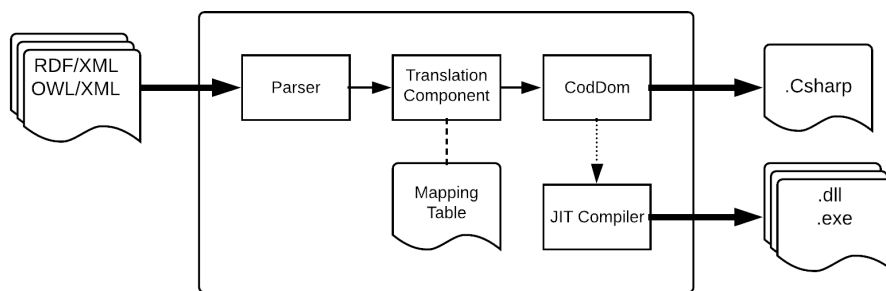 RDF/XML
OWL/XML
Parser
Translation
Component
CodDom
.Csharp
Mapping
Table
JIT Compiler
.dll
.exe